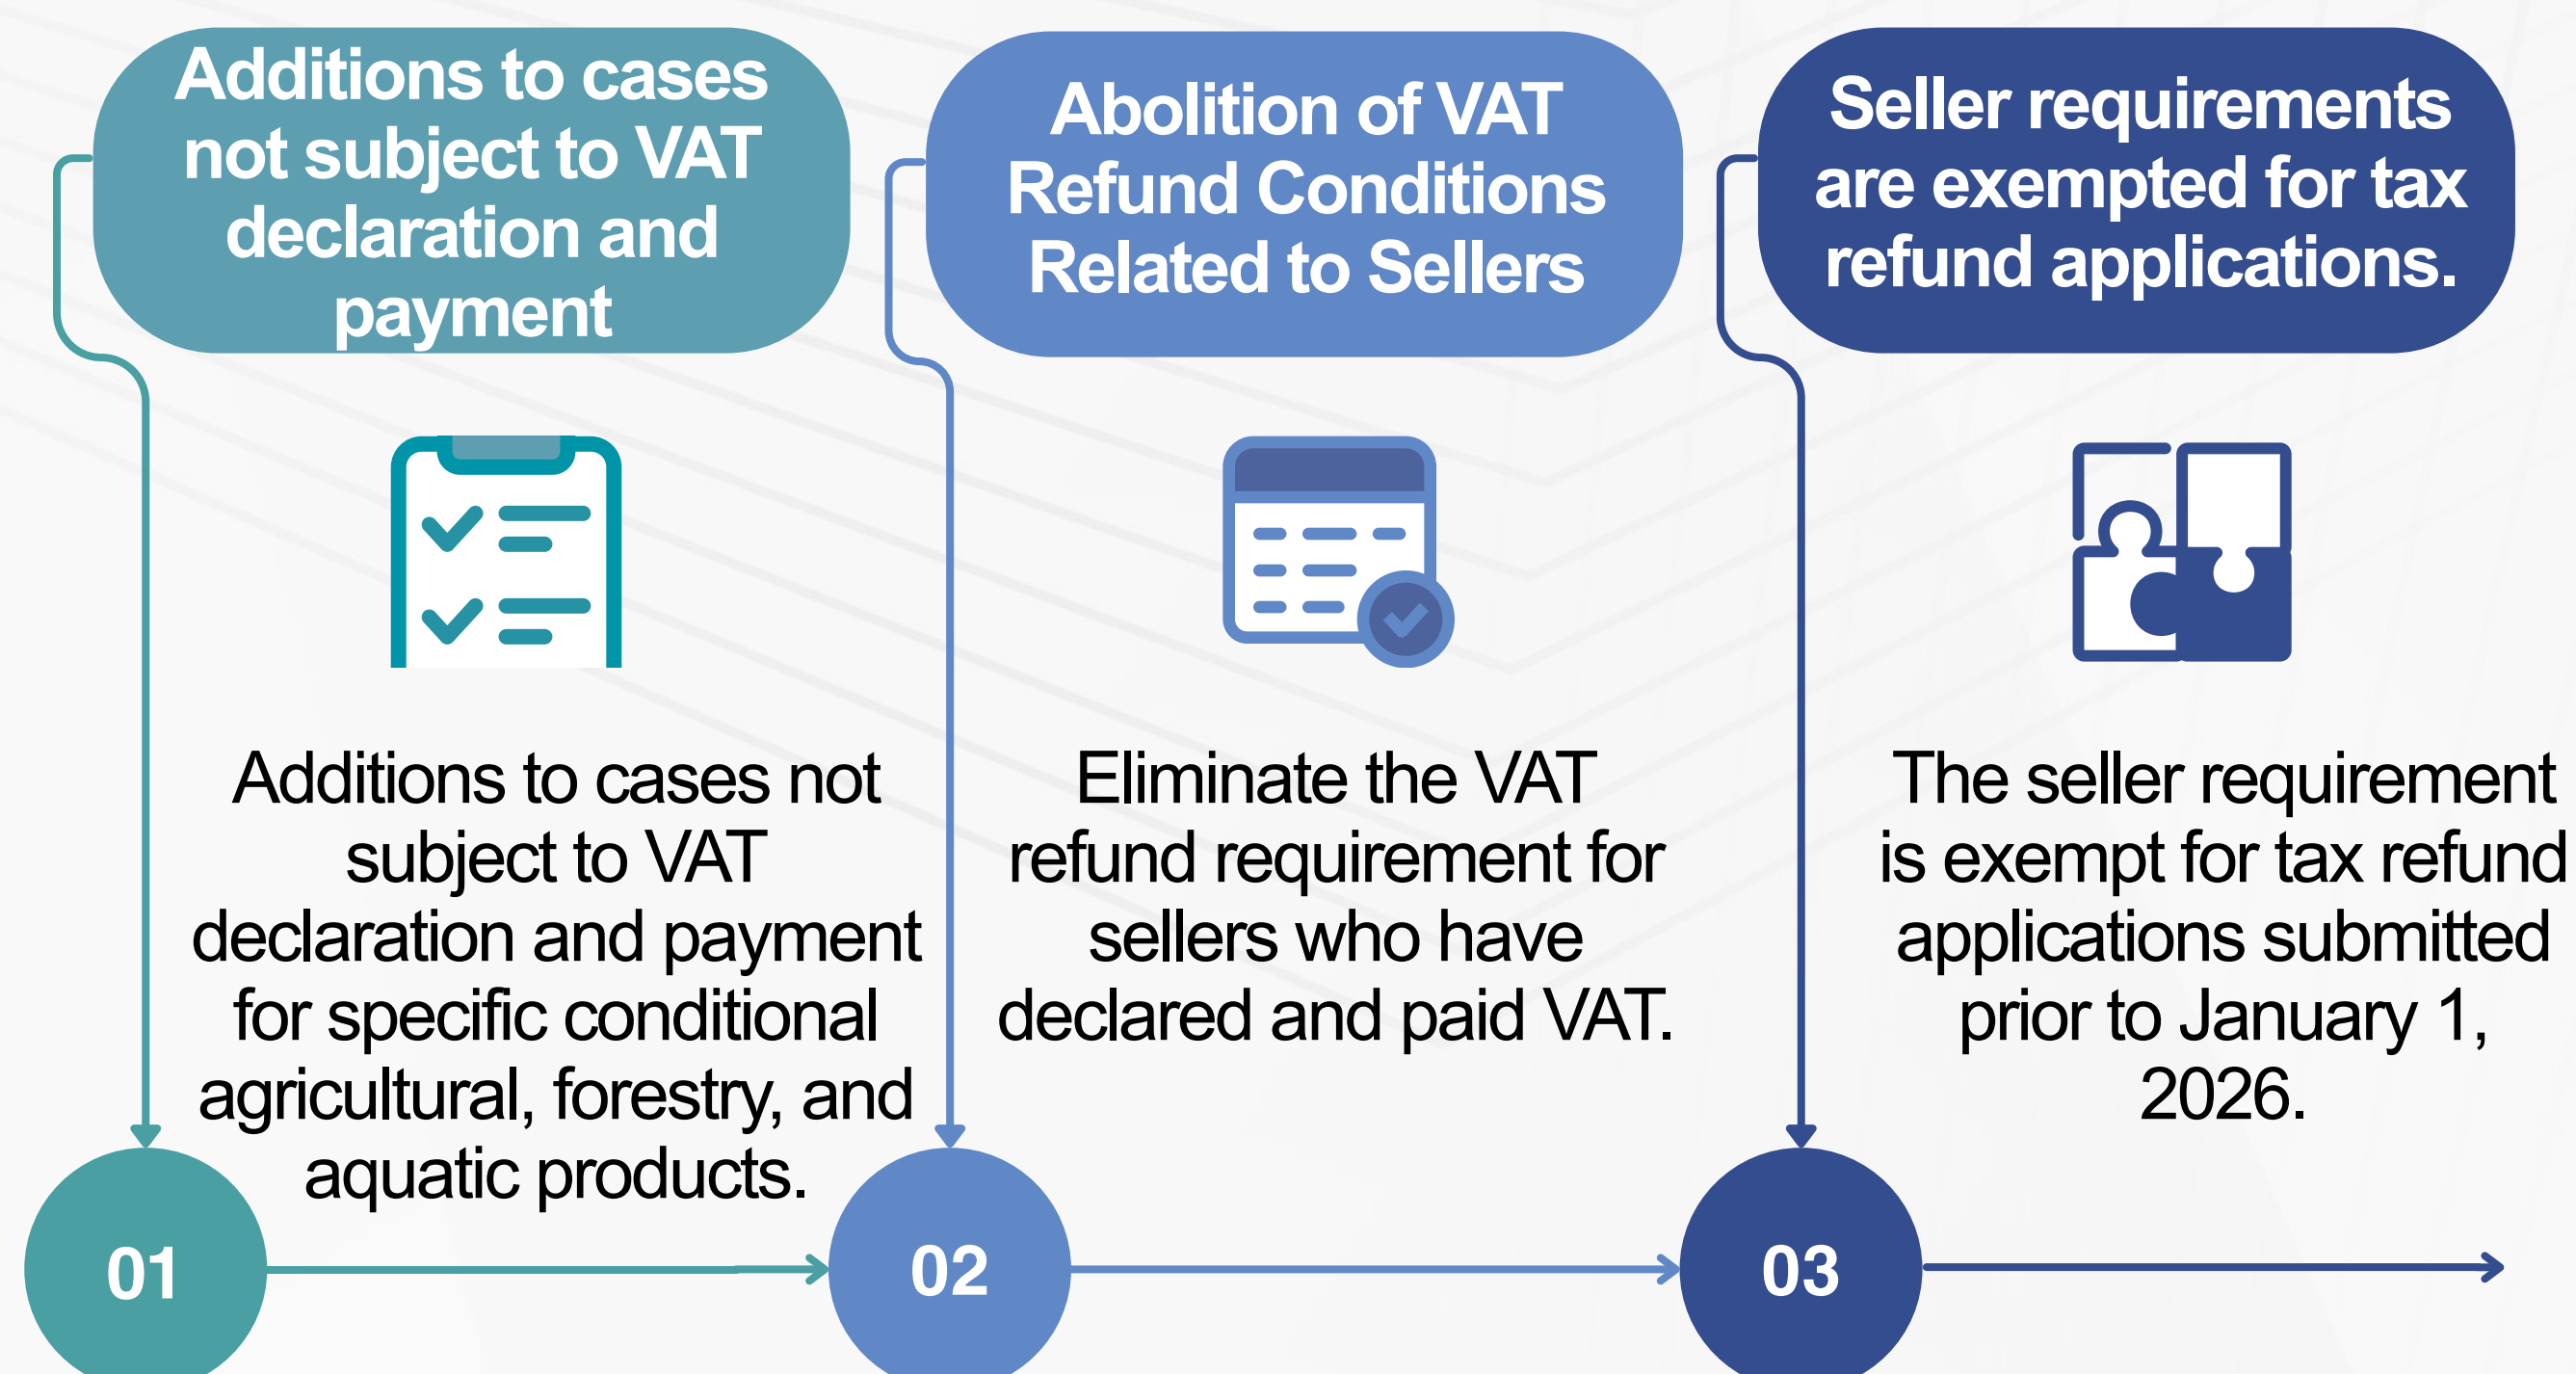 Additions to cases
not subject to VAT
declaration and
payment
Additions to cases not
subject to VAT
declaration and payment
for specific conditional
agricultural, forestry, and
aquatic products.
01
Abolition of VAT
Refund Conditions
Related to Sellers
Eliminate the VAT
refund requirement for
sellers who have
declared and paid VAT.
02
Seller requirements
are exempted for tax
refund applications.
The seller requirement
is exempt for tax refund
applications submitted
prior to January 1,
2026.
03